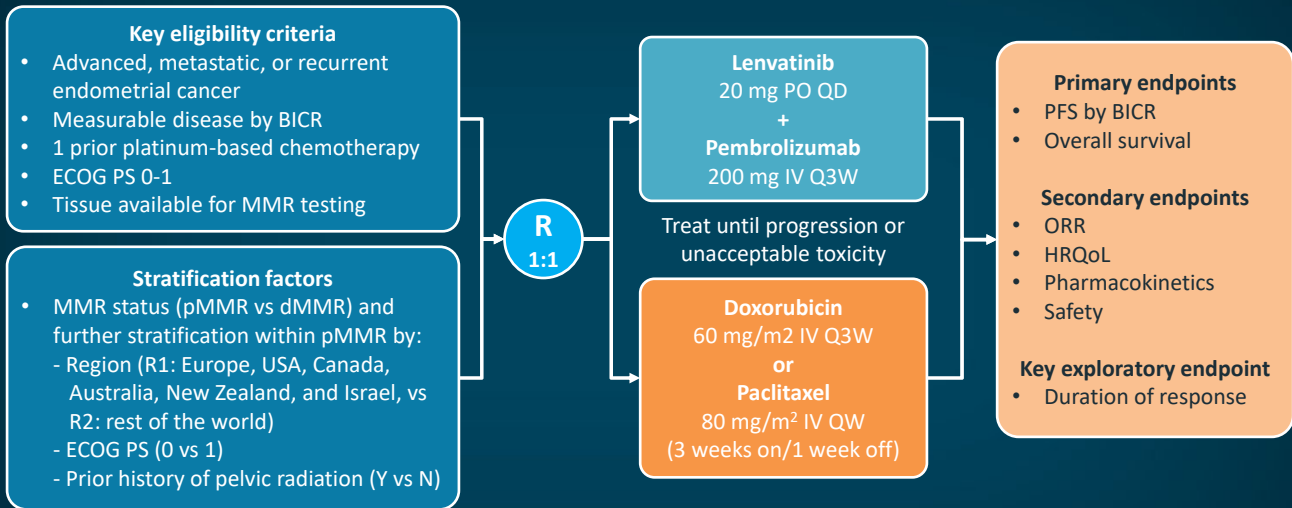 Key eligibility criteria
• Advanced, metastatic, or recurrent
endometrial cancer
• Measurable disease by BICR
• 1 prior platinum-based chemotherapy
• ECOG PS 0-1
• Tissue available for MMR testing
Stratification factors
• MMR status (pMMR vs dMMR) and
further stratification within pMMR by:
- Region (R1: Europe, USA, Canada,
Australia, New Zealand, and Israel, vs
R2: rest of the world)
- ECOG PS (0 vs 1)
- Prior history of pelvic radiation (Y vs N)
R
1:1
Lenvatinib
20 mg PO QD
+
Pembrolizumab
200 mg IV Q3W
Treat until progression or
unacceptable toxicity
Doxorubicin
60 mg/m2 IV Q3W
or
Paclitaxel
80 mg/m² IV QW
(3 weeks on/1 week off)
Primary endpoints
• PFS by BICR
• Overall survival
Secondary endpoints
• ORR
• HRQoL
• Pharmacokinetics
• Safety
Key exploratory endpoint
• Duration of response